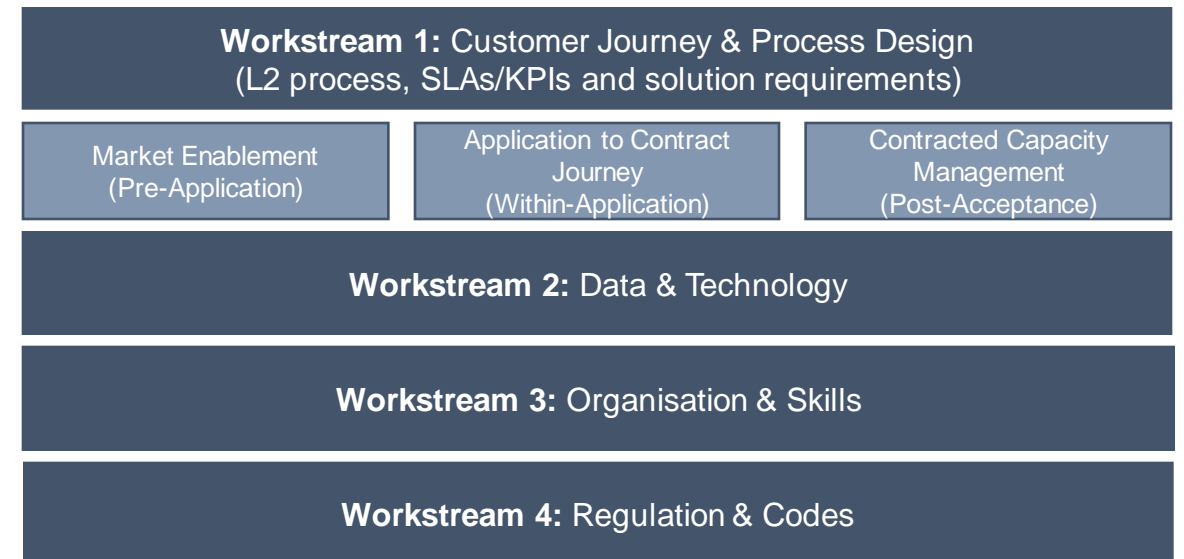 Workstream 1: Customer Journey & Process Design
(L2 process, SLAs/KPIs and solution requirements)
Market Enablement
(Pre-Application)
Application to Contract
Journey
(Within-Application)
Contracted Capacity
Management
(Post-Acceptance)
Workstream 2: Data & Technology
Workstream 3: Organisation & Skills
Workstream 4: Regulation & Codes